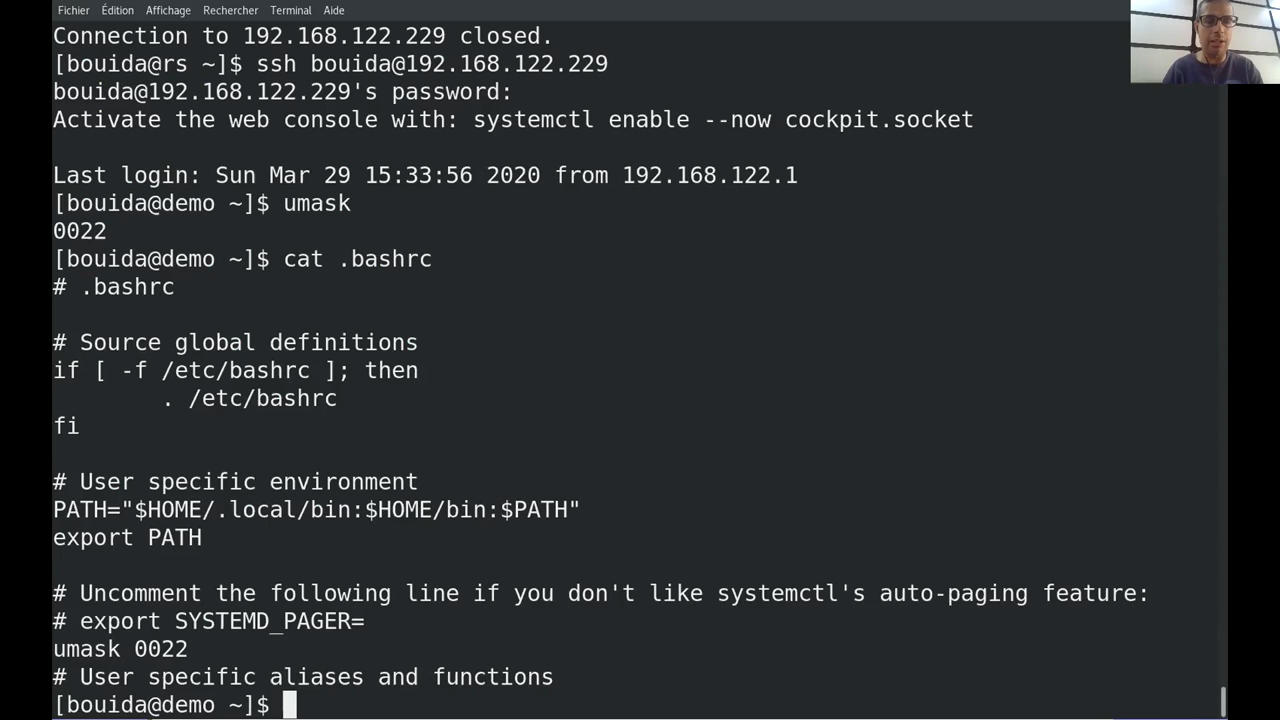 Fichier Édition Affichage Rechercher Terminal Aide
Connection to 192.168.122.229 closed.
[bouida@rs ~]$ ssh bouida@192.168.122.229
bouida@192.168.122.229's password:
Activate the web console with: systemctl enable --now cockpit.socket
Last login: Sun Mar 29 15:33:56 2020 from 192.168.122.1
[bouida@demo ~]$ umask
0022
[bouida@demo ~]$ cat .bashrc
# .bashrc
# Source global definitions
if [ -f /etc/bashrc ]; then
        . /etc/bashrc
fi
# User specific environment
PATH="$HOME/.local/bin:$HOME/bin:$PATH"
export PATH
# Uncomment the following line if you don't like systemctl's auto-paging feature:
# export SYSTEMD_PAGER=
umask 0022
# User specific aliases and functions
[bouida@demo ~]$